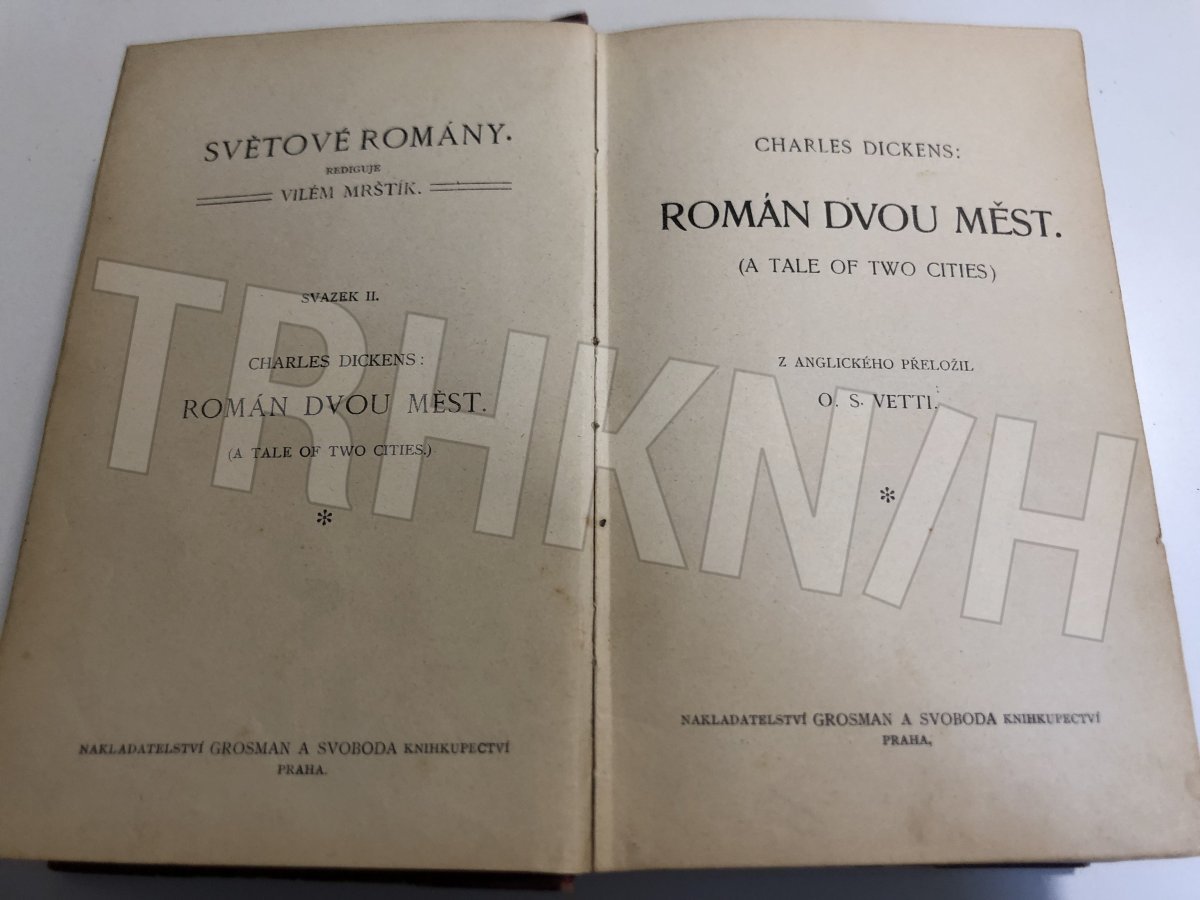 SVĚTOVÉ ROMÁNY.
REDIGUJE
VILÉM MRŠTÍK.
SVAZEK II.
CHARLES DICKENS:
ROMÁN DVOU MĚST.
(A TALE OF TWO CITIES.)
*
NAKLADATELSTVÍ GROSMAN A SVOBODA KNIHKUPECTVÍ
PRAHA.
CHARLES DICKENS:
ROMÁN DVOU MĚST.
(A TALE OF TWO CITIES)
Z ANGLICKÉHO PŘELOŽIL
O. S. VETTI.
*
NAKLADATELSTVÍ GROSMAN A SVOBODA KNIHKUPECTVÍ
PRAHA,
TRHKN/H